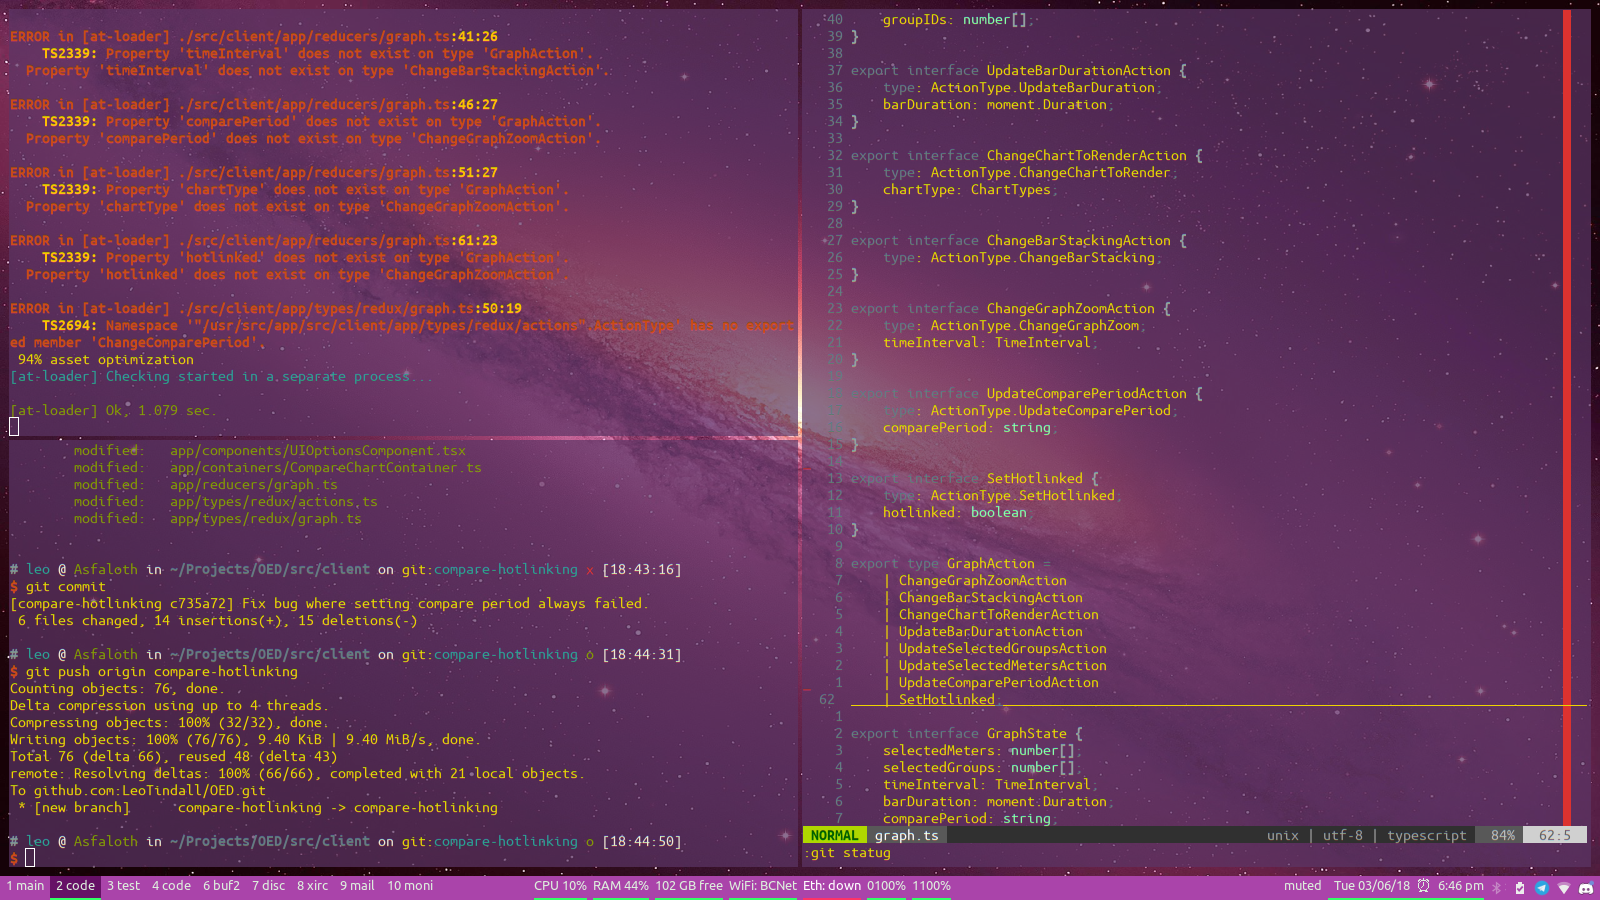 ERROR in [at-loader] ./src/client/app/reducers/graph.ts:41:26
    TS2339: Property 'timeInterval' does not exist on type 'GraphAction'.
  Property 'timeInterval' does not exist on type 'ChangeBarStackingAction'.
ERROR in [at-loader] ./src/client/app/reducers/graph.ts:46:27
    TS2339: Property 'comparePeriod' does not exist on type 'GraphAction'.
  Property 'comparePeriod' does not exist on type 'ChangeGraphZoomAction'.
ERROR in [at-loader] ./src/client/app/reducers/graph.ts:51:27
    TS2339: Property 'chartType' does not exist on type 'GraphAction'.
  Property 'chartType' does not exist on type 'ChangeGraphZoomAction'.
ERROR in [at-loader] ./src/client/app/reducers/graph.ts:61:23
    TS2339: Property 'hotlinked' does not exist on type 'GraphAction'.
  Property 'hotlinked' does not exist on type 'ChangeGraphZoomAction'.
ERROR in [at-loader] ./src/client/app/types/redux/graph.ts:50:19
    TS2694: Namespace '"/usr/src/app/src/client/app/types/redux/actions".ActionType' has no export
ed member 'ChangeComparePeriod'.
 94% asset optimization
[at-loader] Checking started in a separate process...
[at-loader] Ok, 1.079 sec.
        modified:   app/components/UIOptionsComponent.tsx
        modified:   app/containers/CompareChartContainer.ts
        modified:   app/reducers/graph.ts
        modified:   app/types/redux/actions.ts
        modified:   app/types/redux/graph.ts
# leo @ Asfaloth in ~/Projects/OED/src/client on git:compare-hotlinking x [18:43:16]
$ git commit
[compare-hotlinking c735a72] Fix bug where setting compare period always failed.
 6 files changed, 14 insertions(+), 15 deletions(-)
# leo @ Asfaloth in ~/Projects/OED/src/client on git:compare-hotlinking o [18:44:31]
$ git push origin compare-hotlinking
Counting objects: 76, done.
Delta compression using up to 4 threads.
Compressing objects: 100% (32/32), done.
Writing objects: 100% (76/76), 9.40 KiB | 9.40 MiB/s, done.
Total 76 (delta 66), reused 48 (delta 43)
remote: Resolving deltas: 100% (66/66), completed with 21 local objects.
To github.com:LeoTindall/OED.git
 * [new branch]      compare-hotlinking -> compare-hotlinking
# leo @ Asfaloth in ~/Projects/OED/src/client on git:compare-hotlinking o [18:44:50]
$
40     groupIDs: number[];
39 }
38
37 export interface UpdateBarDurationAction {
36     type: ActionType.UpdateBarDuration;
35     barDuration: moment.Duration;
34 }
33
32 export interface ChangeChartToRenderAction {
31     type: ActionType.ChangeChartToRender;
30     chartType: ChartTypes;
29 }
28
27 export interface ChangeBarStackingAction {
26     type: ActionType.ChangeBarStacking;
25 }
24
23 export interface ChangeGraphZoomAction {
22     type: ActionType.ChangeGraphZoom;
21     timeInterval: TimeInterval;
20 }
19
export interface UpdateComparePeriodAction {
    type: ActionType.UpdateComparePeriod;
    comparePeriod: string;
}
14
13 export interface SetHotlinked {
12     type: ActionType.SetHotlinked;
11     hotlinked: boolean;
10 }
9
8 export type GraphAction =
7     | ChangeGraphZoomAction
6     | ChangeBarStackingAction
5     | ChangeChartToRenderAction
4     | UpdateBarDurationAction
3     | UpdateSelectedGroupsAction
2     | UpdateSelectedMetersAction
1     | UpdateComparePeriodAction
62     | SetHotlinked;
1
2 export interface GraphState {
3     selectedMeters: number[];
4     selectedGroups: number[];
5     timeInterval: TimeInterval;
6     barDuration: moment.Duration;
7     comparePeriod: string;
NORMAL graph.ts unix | utf-8 | typescript 84% 62:5
:git statug
1 main 2 code 3 test 4 code 6 buf2 7 disc 8 xirc 9 mail 10 moni CPU 10% RAM 44% 102 GB free WiFi: BCNet Eth: down 0100% 1100% muted Tue 03/06/18 6:46 pm